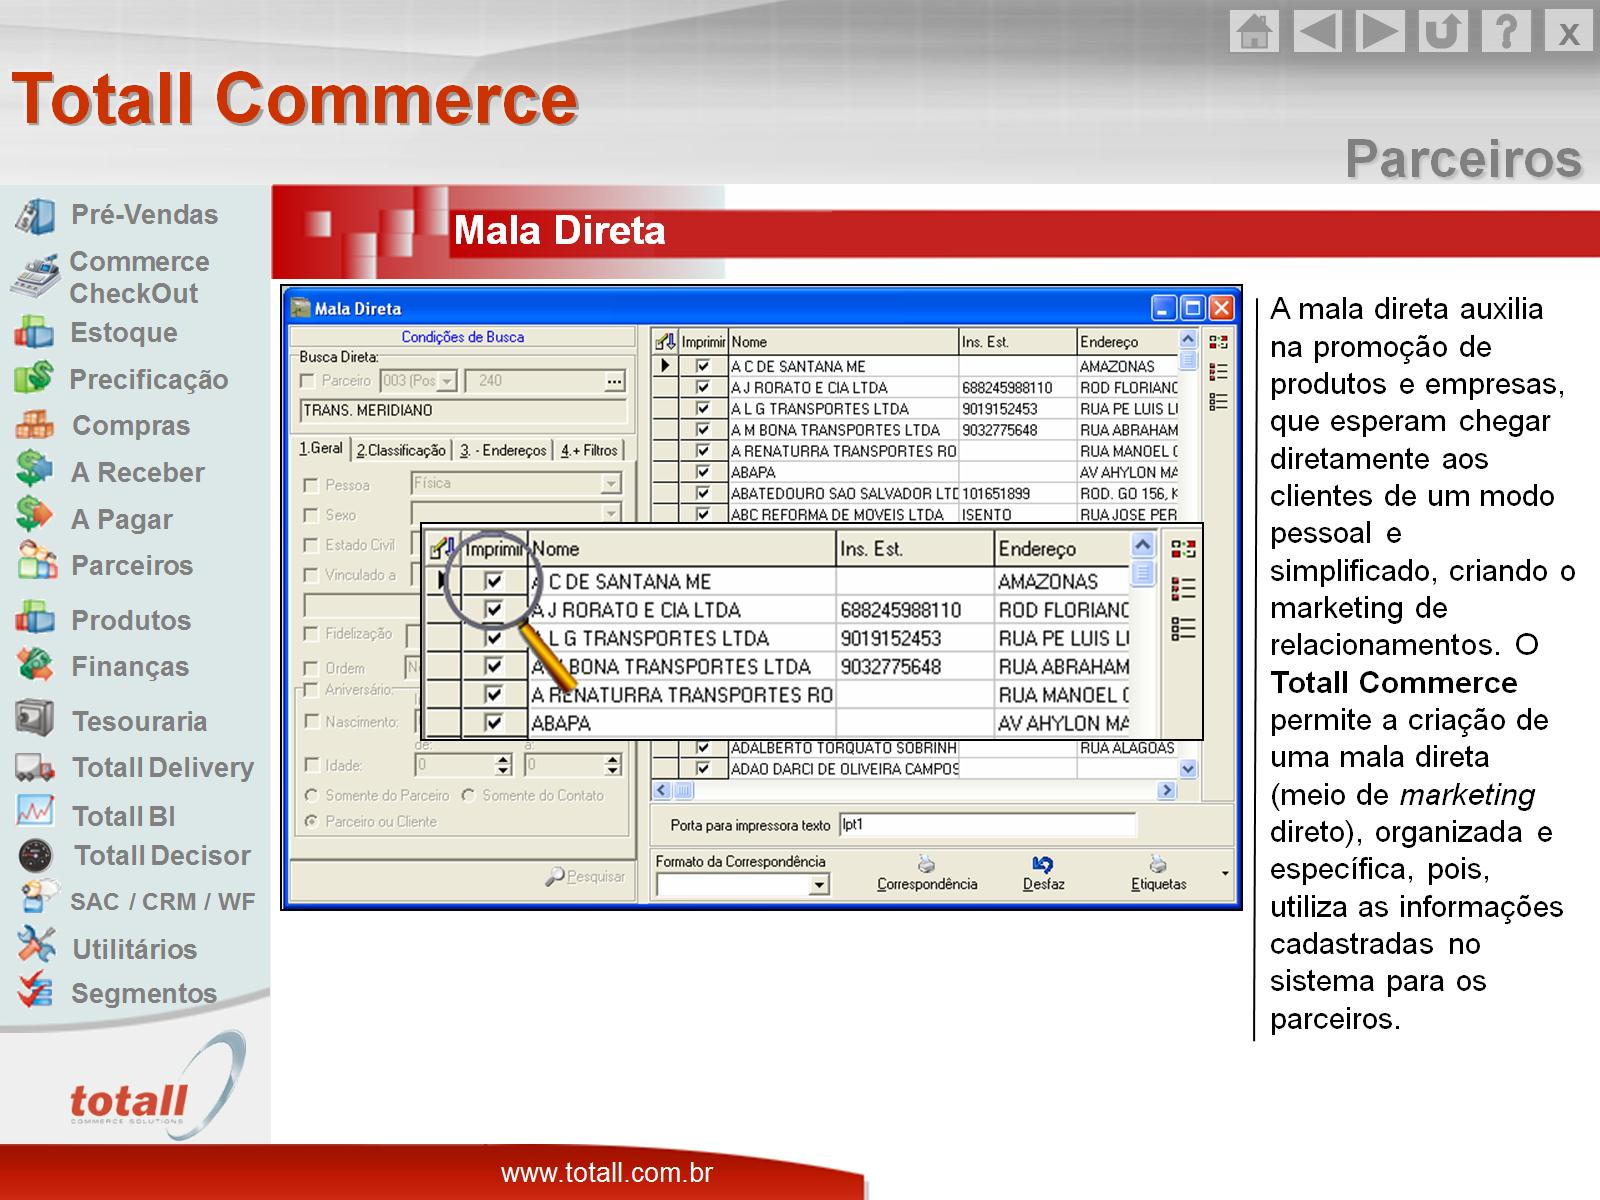 Totall Commerce
Parceiros
Pré-Vendas
Commerce
CheckOut
Estoque
Precificação
Compras
A Receber
A Pagar
Parceiros
Produtos
Finanças
Tesouraria
Totall Delivery
Totall BI
Totall Decisor
SAC / CRM / WF
Utilitários
Segmentos
totall
COMMERCE SOLUTIONS
Mala Direta
Mala Direta
Condições de Busca
Busca Direta:
Parceiro 003 (Pos 240 ...
TRANS. MERIDIANO
1.Geral 2.Classificação 3. - Endereços 4.+ Filtros
Pessoa Física
Sexo
Estado Civil
Vinculado a
Fidelização
Ordem
Aniversário:
Nascimento:
de: a:
Idade: 0 0
Somente do Parceiro Somente do Contato
Parceiro ou Cliente
Pesquisar
Imprimir Nome Ins. Est. Endereço
A C DE SANTANA ME AMAZONAS
A J RORATO E CIA LTDA 688245988110 ROD FLORIANO
A L G TRANSPORTES LTDA 9019152453 RUA PE LUIS LU
A M BONA TRANSPORTES LTDA 9032775648 RUA ABRAHAM
A RENATURRA TRANSPORTES RO RUA MANOEL C
ABAPA AV AHYLON MA
ABATEDOURO SAO SALVADOR LTD 101651899 ROD. GO 156, K
ABC REFORMA DE MOVEIS LTDA ISENTO RUA JOSE PER
Imprimir Nome Ins. Est. Endereço
A C DE SANTANA ME AMAZONAS
A J RORATO E CIA LTDA 688245988110 ROD FLORIANO
A L G TRANSPORTES LTDA 9019152453 RUA PE LUIS LU
A M BONA TRANSPORTES LTDA 9032775648 RUA ABRAHAM
A RENATURRA TRANSPORTES RO RUA MANOEL C
ABAPA AV AHYLON MA
ADALBERTO TORQUATO SOBRINH RUA ALAGOAS
ADAO DARCI DE OLIVEIRA CAMPOS
Porta para impressora texto lpt1
Formato da Correspondência
Correspondência Desfaz Etiquetas
A mala direta auxilia
na promoção de
produtos e empresas,
que esperam chegar
diretamente aos
clientes de um modo
pessoal e
simplificado, criando o
marketing de
relacionamentos. O
Totall Commerce
permite a criação de
uma mala direta
(meio de marketing
direto), organizada e
específica, pois,
utiliza as informações
cadastradas no
sistema para os
parceiros.
www.totall.com.br